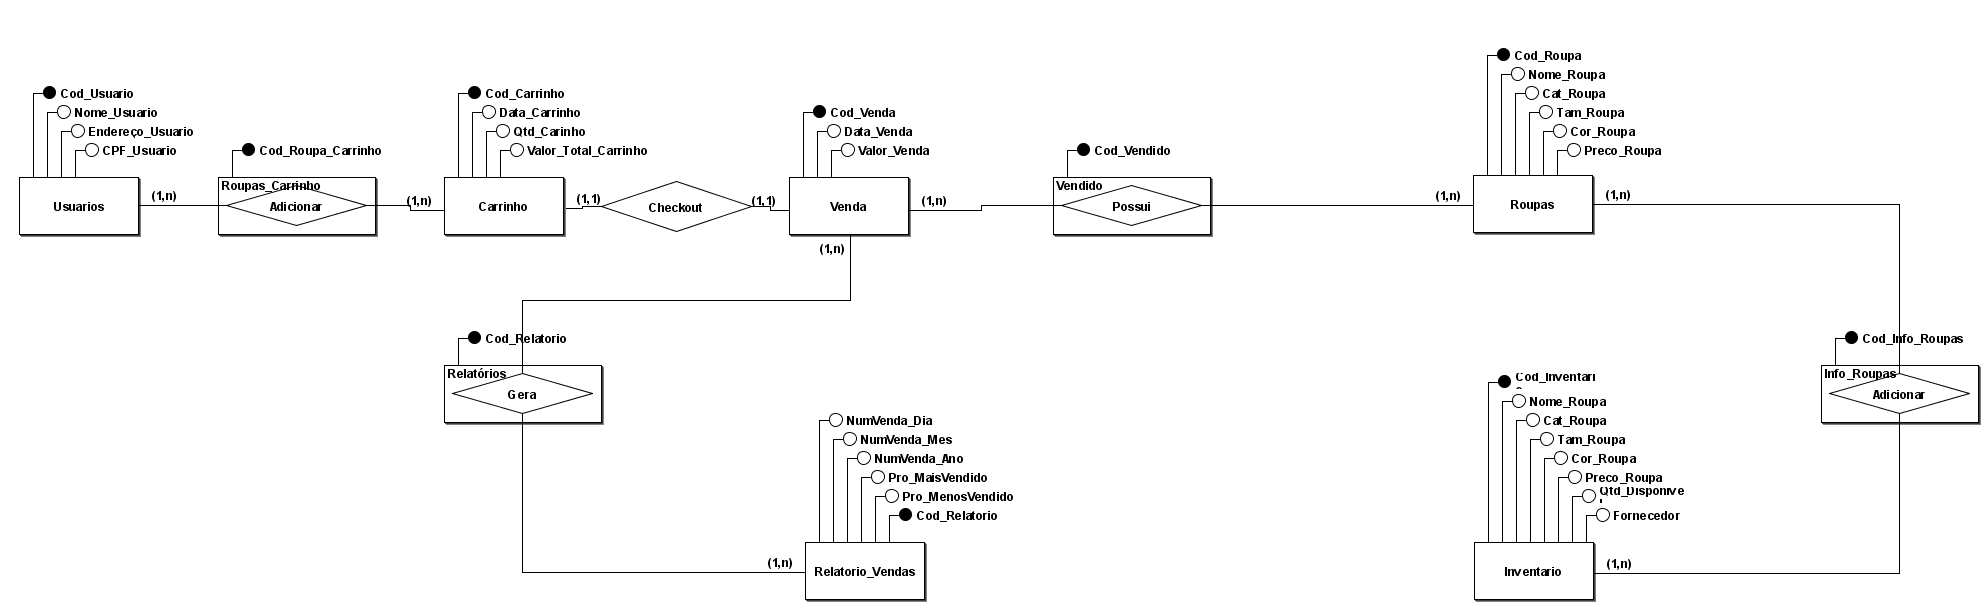 Cod_Usuario
Nome_Usuario
Endereço_Usuario
CPF_Usuario
Usuarios
(1,n)
Cod_Roupa_Carrinho
Roupas_Carrinho
Adicionar
(1,n)
Cod_Carrinho
Data_Carrinho
Qtd_Carinho
Valor_Total_Carrinho
Carrinho
(1,1)
Checkout
(1,1)
Cod_Venda
Data_Venda
Valor_Venda
Venda
(1,n)
(1,n)
Cod_Vendido
Vendido
Possui
(1,n)
Cod_Roupa
Nome_Roupa
Cat_Roupa
Tam_Roupa
Cor_Roupa
Preco_Roupa
Roupas
(1,n)
Cod_Relatorio
Relatórios
Gera
(1,n)
NumVenda_Dia
NumVenda_Mes
NumVenda_Ano
Pro_MaisVendido
Pro_MenosVendido
Cod_Relatorio
Relatorio_Vendas
Cod_Inventari
Nome_Roupa
Cat_Roupa
Tam_Roupa
Cor_Roupa
Preco_Roupa
Qtd_Disponive
Fornecedor
Inventario
(1,n)
Cod_Info_Roupas
Info_Roupas
Adicionar